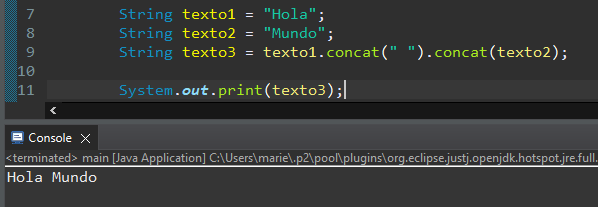 7 String texto1 = "Hola";
8 String texto2 = "Mundo";
9 String texto3 = texto1.concat(" ").concat(texto2);
10
11 System.out.print(texto3);
Console
<terminated> main [Java Application] C:\Users\marie\.p2\pool\plugins\org.eclipse.justj.openjdk.hotspot.jre.full.
Hola Mundo